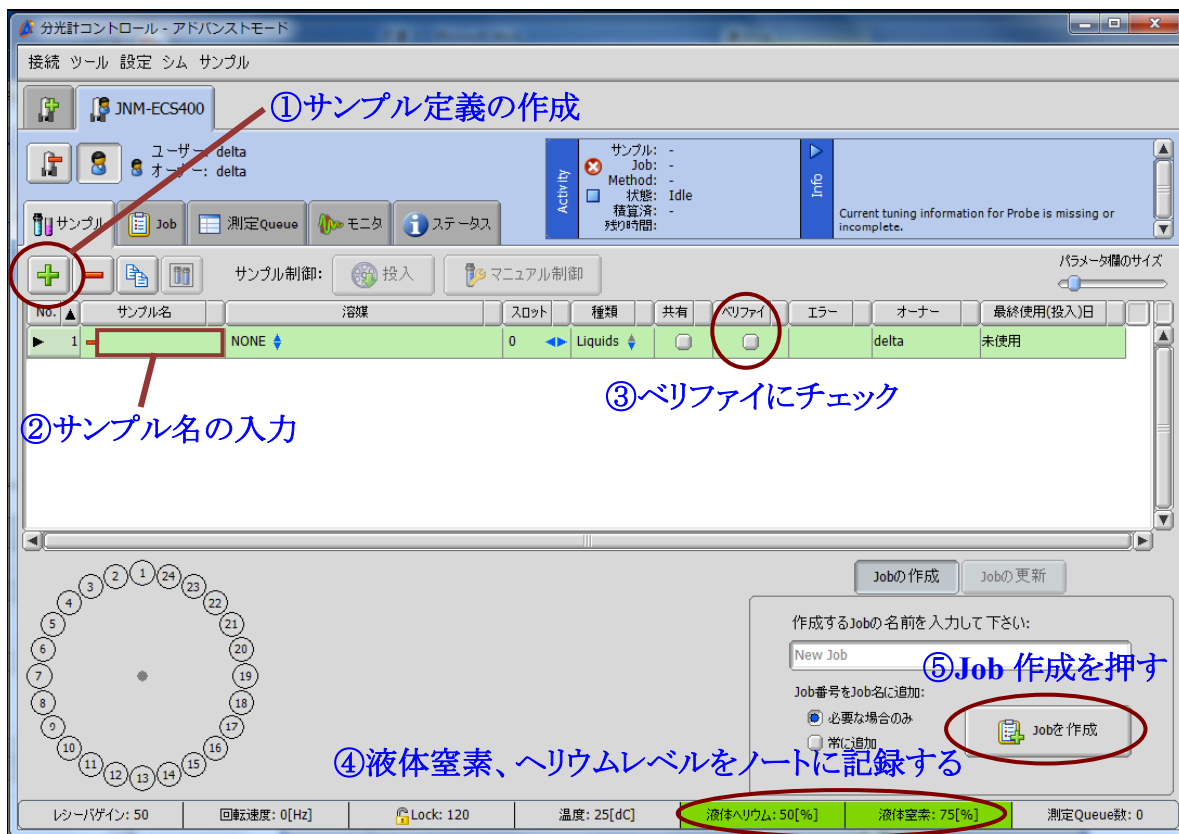 分光計コントロール - アドバンストモード
接続 ツール 設定 シム サンプル
JNM-ECS400
①サンプル定義の作成
ユーザー: delta
オーナー: delta
Activity
サンプル: -
Job: -
Method: -
状態: Idle
積算済: -
残り時間:
Info
Current tuning information for Probe is missing or
incomplete.
サンプル Job 測定Queue モニタ ステータス
サンプル制御: 投入 マニュアル制御
パラメータ欄のサイズ
No. サンプル名 溶媒 スロット 種類 共有 ベリファイ エラー オーナー 最終使用(投入)日
1 NONE 0 Liquids delta 未使用
③ベリファイにチェック
②サンプル名の入力
1
2
3
4
5
6
7
8
9
10
11
12
13
14
15
16
17
18
19
20
21
22
23
24
Jobの作成 Jobの更新
作成するJobの名前を入力して下さい:
New Job
⑤Job 作成を押す
Job番号をJob名に追加:
必要な場合のみ
常に追加
Jobを作成
④液体窒素、ヘリウムレベルをノートに記録する
レシーバゲイン: 50 回転速度: 0[Hz] Lock: 120 温度: 25[dC] 液体ヘリウム: 50[%] 液体窒素: 75[%] 測定Queue数: 0